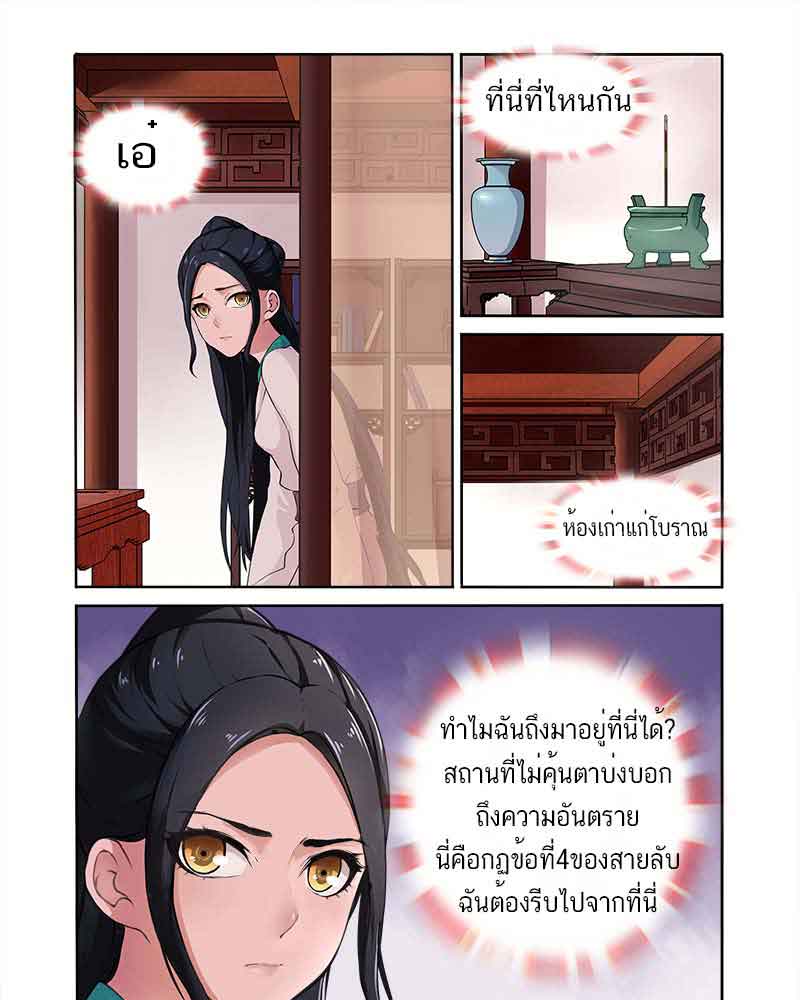 เอ๋
ที่นี่ที่ไหนกัน
ห้องเก่าแก่โบราณ
ทำไมฉันถึงมาอยู่ที่นี่ได้?
สถานที่ไม่คุ้นตาบ่งบอก
ถึงความอันตราย
นี่คือกฏข้อที่4ของสายลับ
ฉันต้องรีบไปจากที่นี่